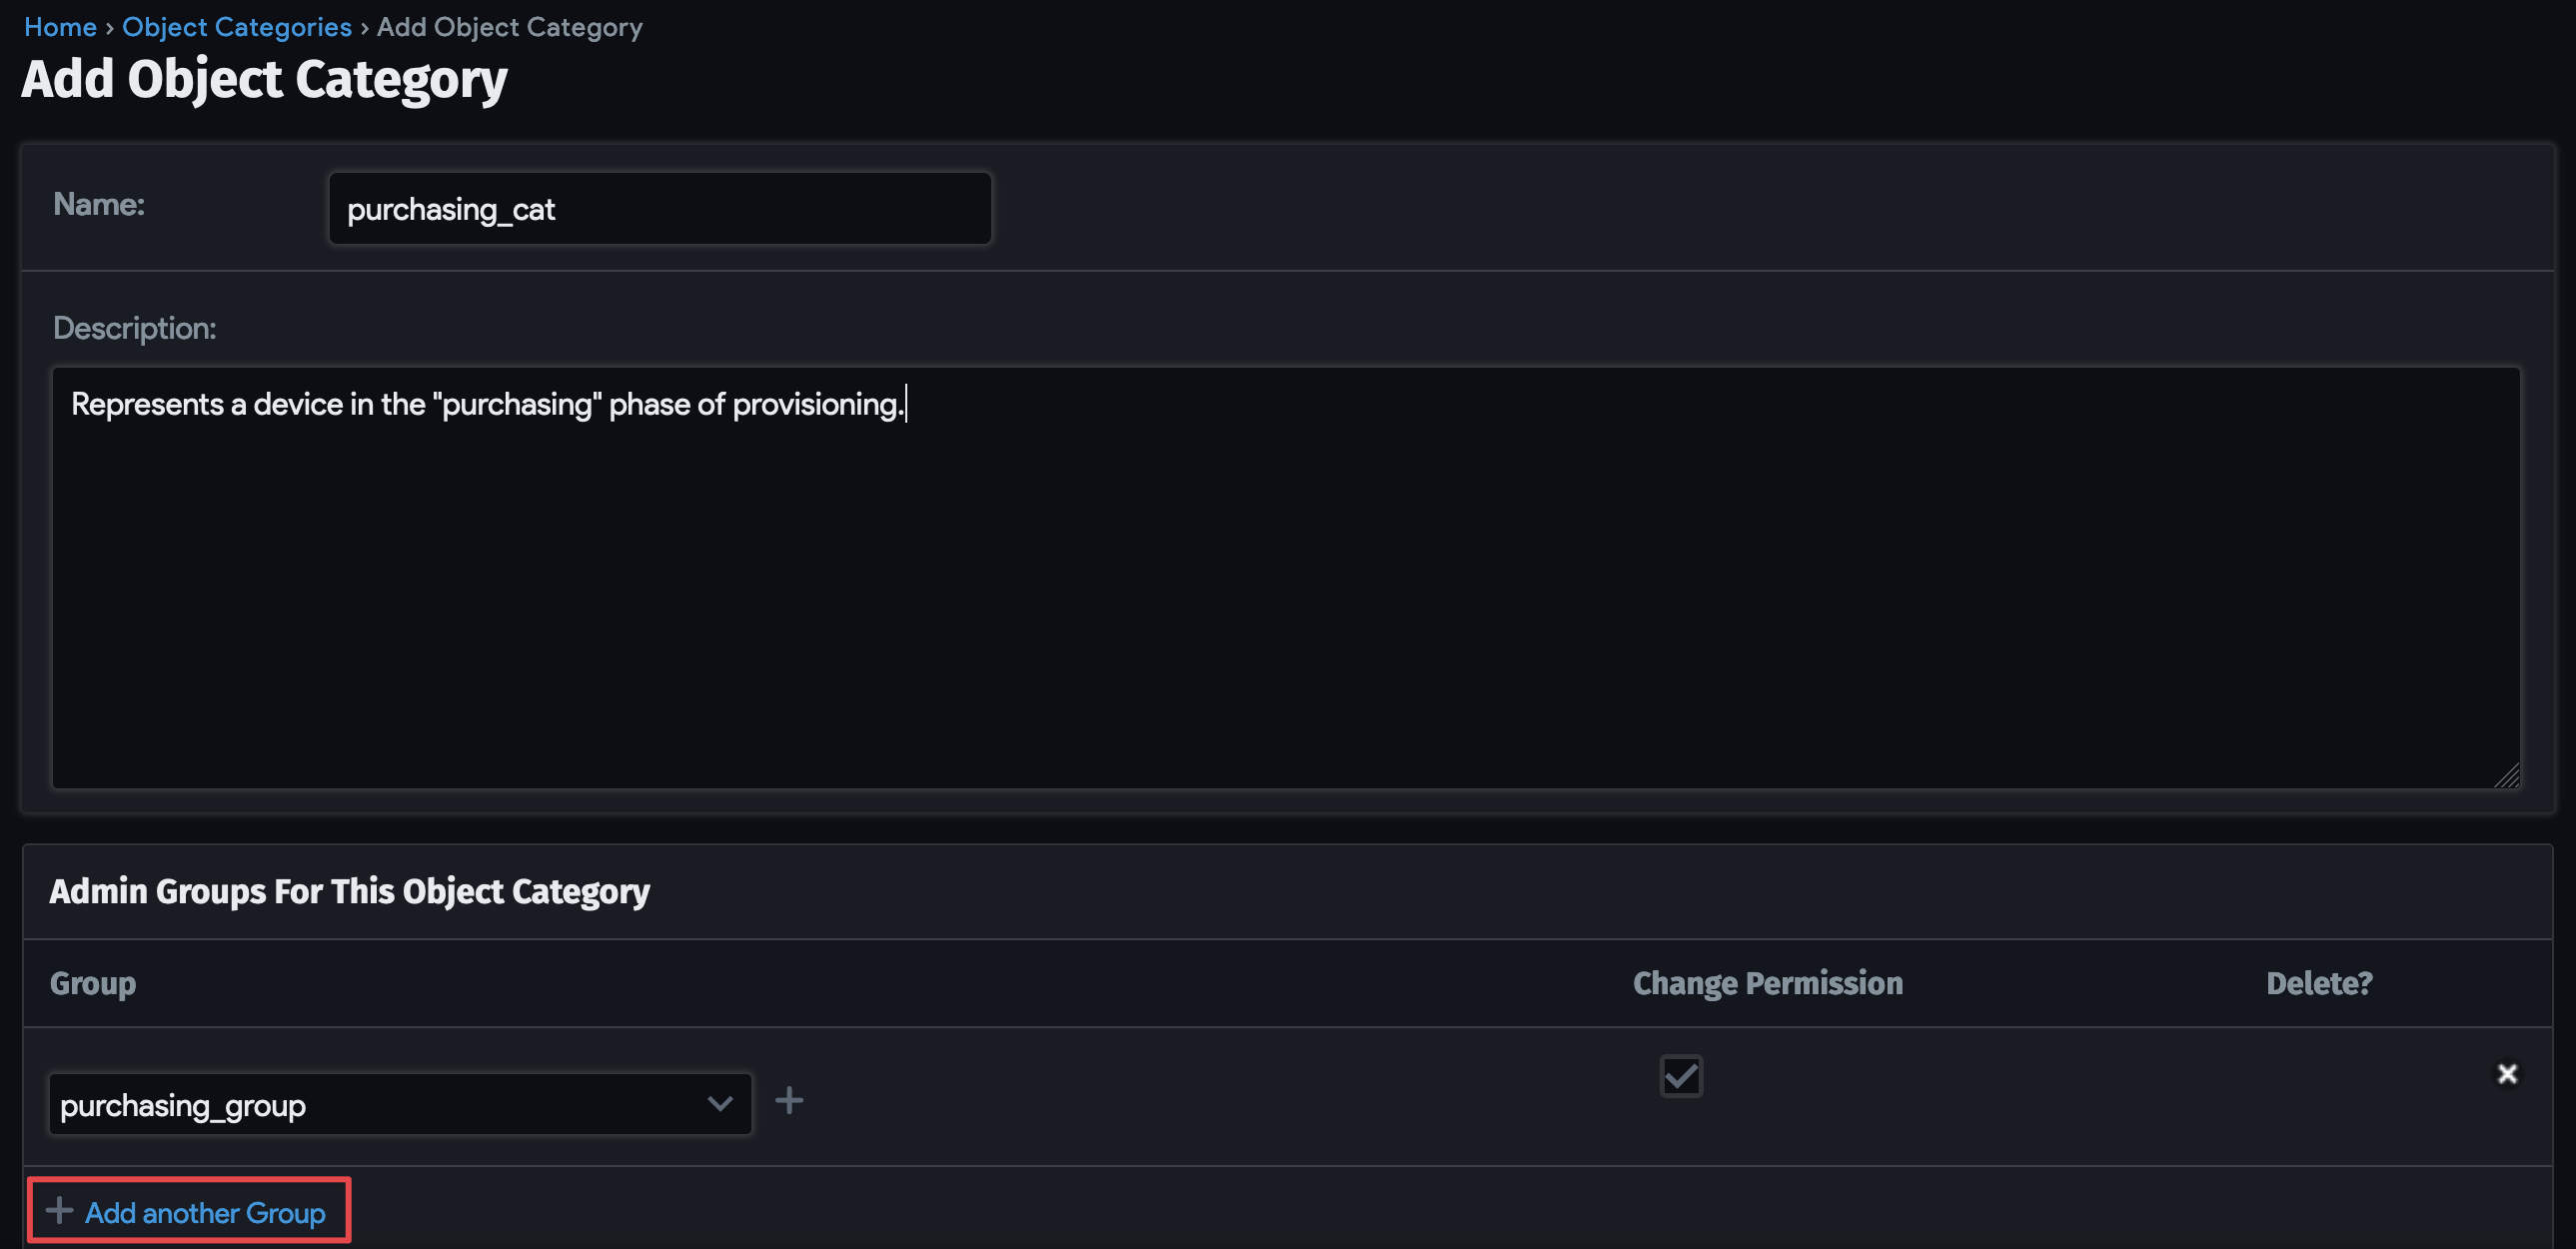 Home › Object Categories › Add Object Category
Add Object Category
Name:
purchasing_cat
Description:
Represents a device in the "purchasing" phase of provisioning.
Admin Groups For This Object Category
Group Change Permission Delete?
purchasing_group
Add another Group